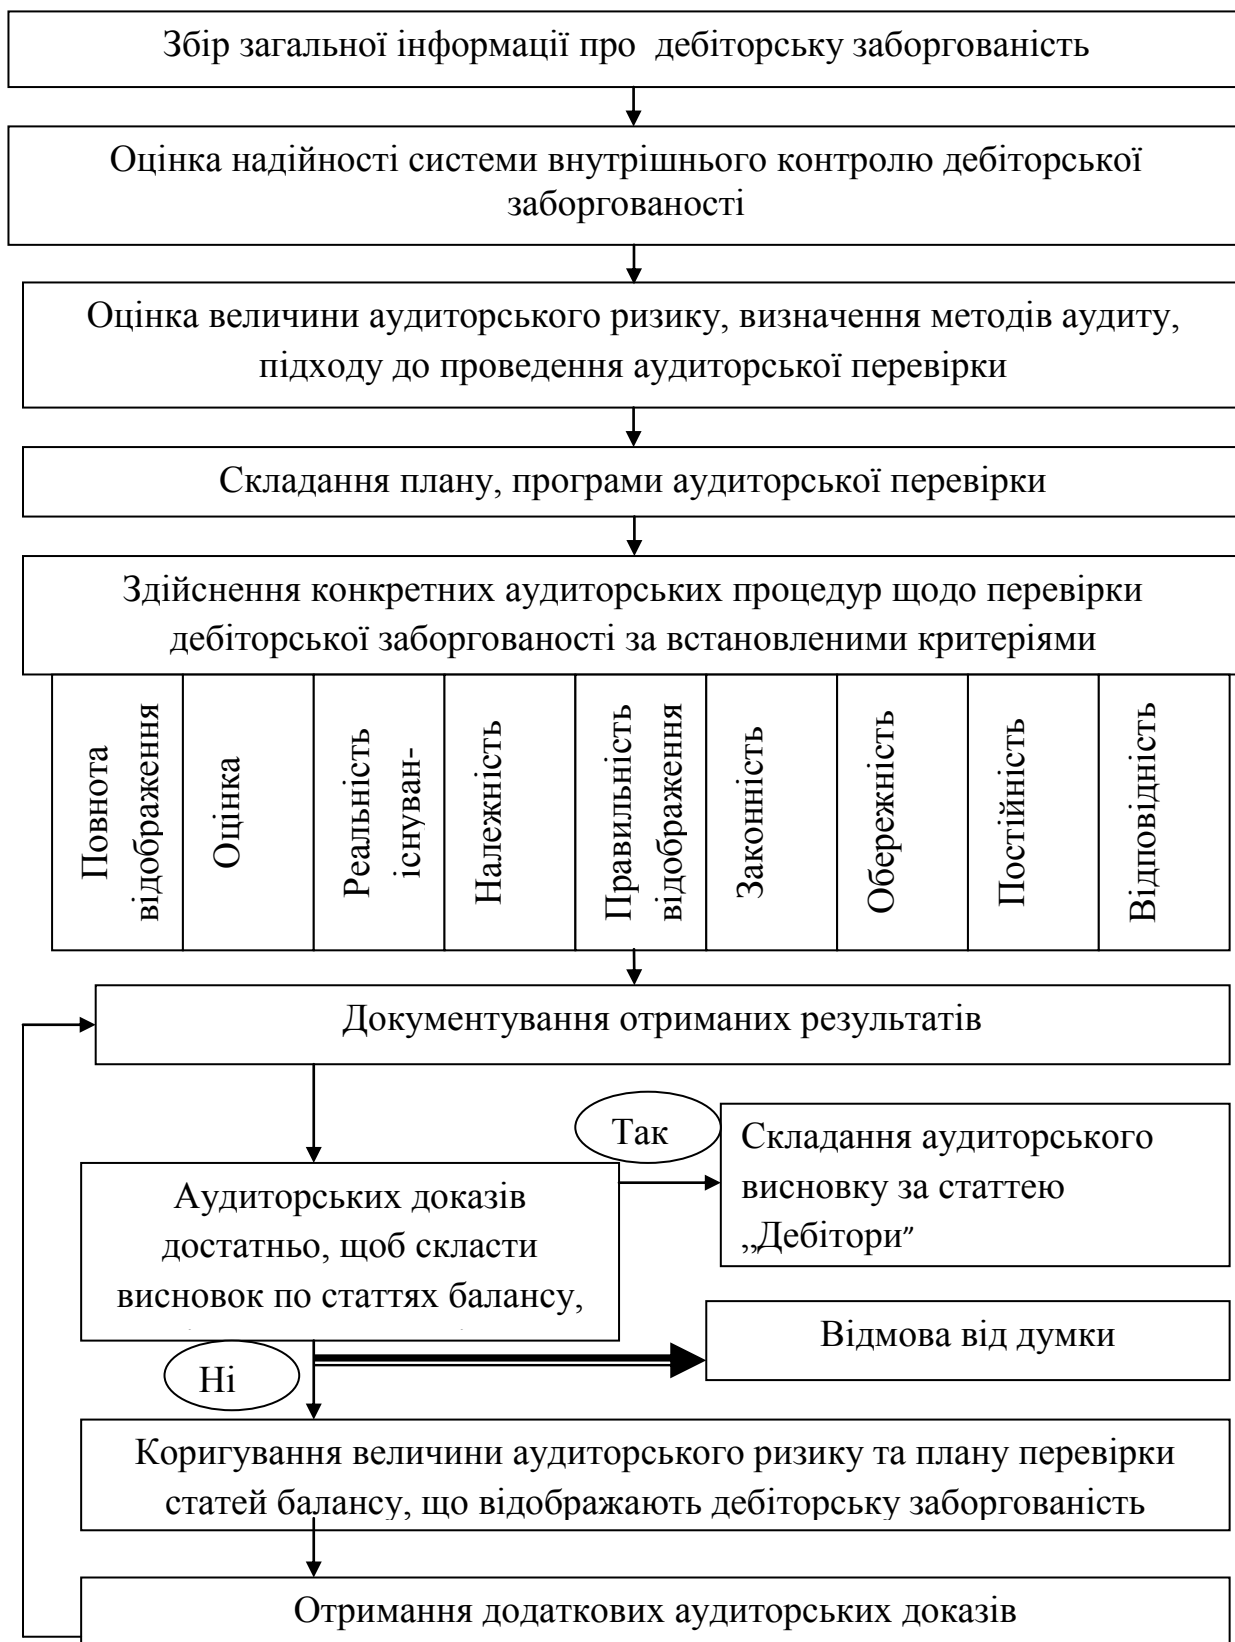 Збір загальної інформації про дебіторську заборгованість
Оцінка надійності системи внутрішнього контролю дебіторської
заборгованості
Оцінка величини аудиторського ризику, визначення методів аудиту,
підходу до проведення аудиторської перевірки
Складання плану, програми аудиторської перевірки
Здійснення конкретних аудиторських процедур щодо перевірки
дебіторської заборгованості за встановленими критеріями
Повнота
відображення
Оцінка
Реальність
існуван-
Належність
Правильність
відображення
Законність
Обережність
Постійність
Відповідність
Документування отриманих результатів
Так
Складання аудиторського
висновку за статтею
„Дебітори”
Аудиторських доказів
достатньо, щоб скласти
висновок по статтях балансу,
Відмова від думки
Ні
Коригування величини аудиторського ризику та плану перевірки
статей балансу, що відображають дебіторську заборгованість
Отримання додаткових аудиторських доказів